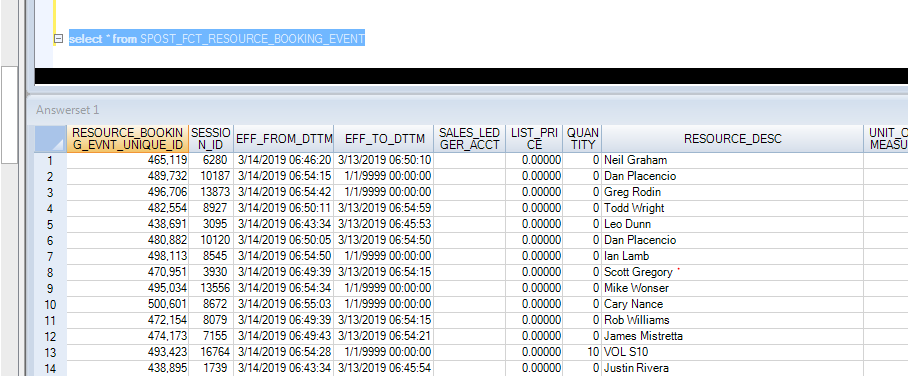 select * from SPOST_FCT_RESOURCE_BOOKING_EVENT
Answerset 1
RESOURCE_BOOKIN SESSIO EFF_FROM_DTTM EFF_TO_DTTM SALES_LED LIST_PRI QUAN RESOURCE_DESC UNIT_O
G_EVNT_UNIQUE_ID N_ID GER_ACCT CE TITY MEASU
1 465,119 6280 3/14/2019 06:46:20 3/13/2019 06:50:10 0.00000 0 Neil Graham
2 489,732 10187 3/14/2019 06:54:15 1/1/9999 00:00:00 0.00000 0 Dan Placencio
3 496,706 13873 3/14/2019 06:54:42 1/1/9999 00:00:00 0.00000 0 Greg Rodin
4 482,554 8927 3/14/2019 06:50:11 3/13/2019 06:54:59 0.00000 0 Todd Wright
5 438,691 3095 3/14/2019 06:43:34 3/13/2019 06:45:53 0.00000 0 Leo Dunn
6 480,882 10120 3/14/2019 06:50:05 3/13/2019 06:54:50 0.00000 0 Dan Placencio
7 498,113 8545 3/14/2019 06:54:50 1/1/9999 00:00:00 0.00000 0 Ian Lamb
8 470,951 3930 3/14/2019 06:49:39 3/13/2019 06:54:15 0.00000 0 Scott Gregory *
9 495,034 13556 3/14/2019 06:54:34 1/1/9999 00:00:00 0.00000 0 Mike Wonser
10 500,601 8672 3/14/2019 06:55:03 1/1/9999 00:00:00 0.00000 0 Cary Nance
11 472,154 8079 3/14/2019 06:49:39 3/13/2019 06:54:15 0.00000 0 Rob Williams
12 474,173 7155 3/14/2019 06:49:43 3/13/2019 06:54:21 0.00000 0 James Mistretta
13 493,423 16764 3/14/2019 06:54:28 1/1/9999 00:00:00 0.00000 10 VOL S10
14 438,895 1739 3/14/2019 06:43:34 3/13/2019 06:45:54 0.00000 0 Justin Rivera